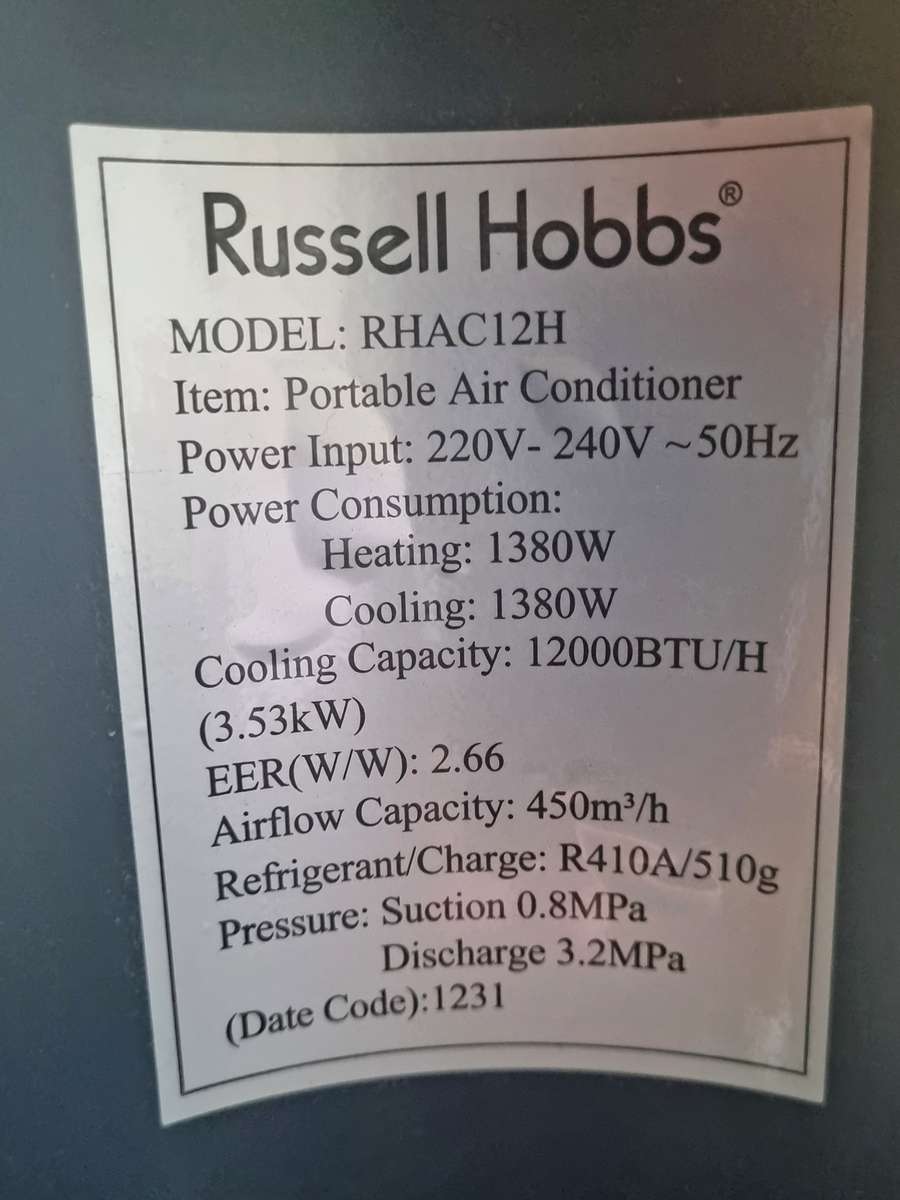 Russell Hobbs®
MODEL: RHAC12H
Item: Portable Air Conditioner
Power Input: 220V- 240V ~50Hz
Power Consumption:
Heating: 1380W
Cooling: 1380W
Cooling Capacity: 12000BTU/H
(3.53kW)
EER(W/W): 2.66
Airflow Capacity: 450m³/h
Refrigerant/Charge: R410A/510g
Pressure: Suction 0.8MPa
Discharge 3.2MPa
(Date Code):1231